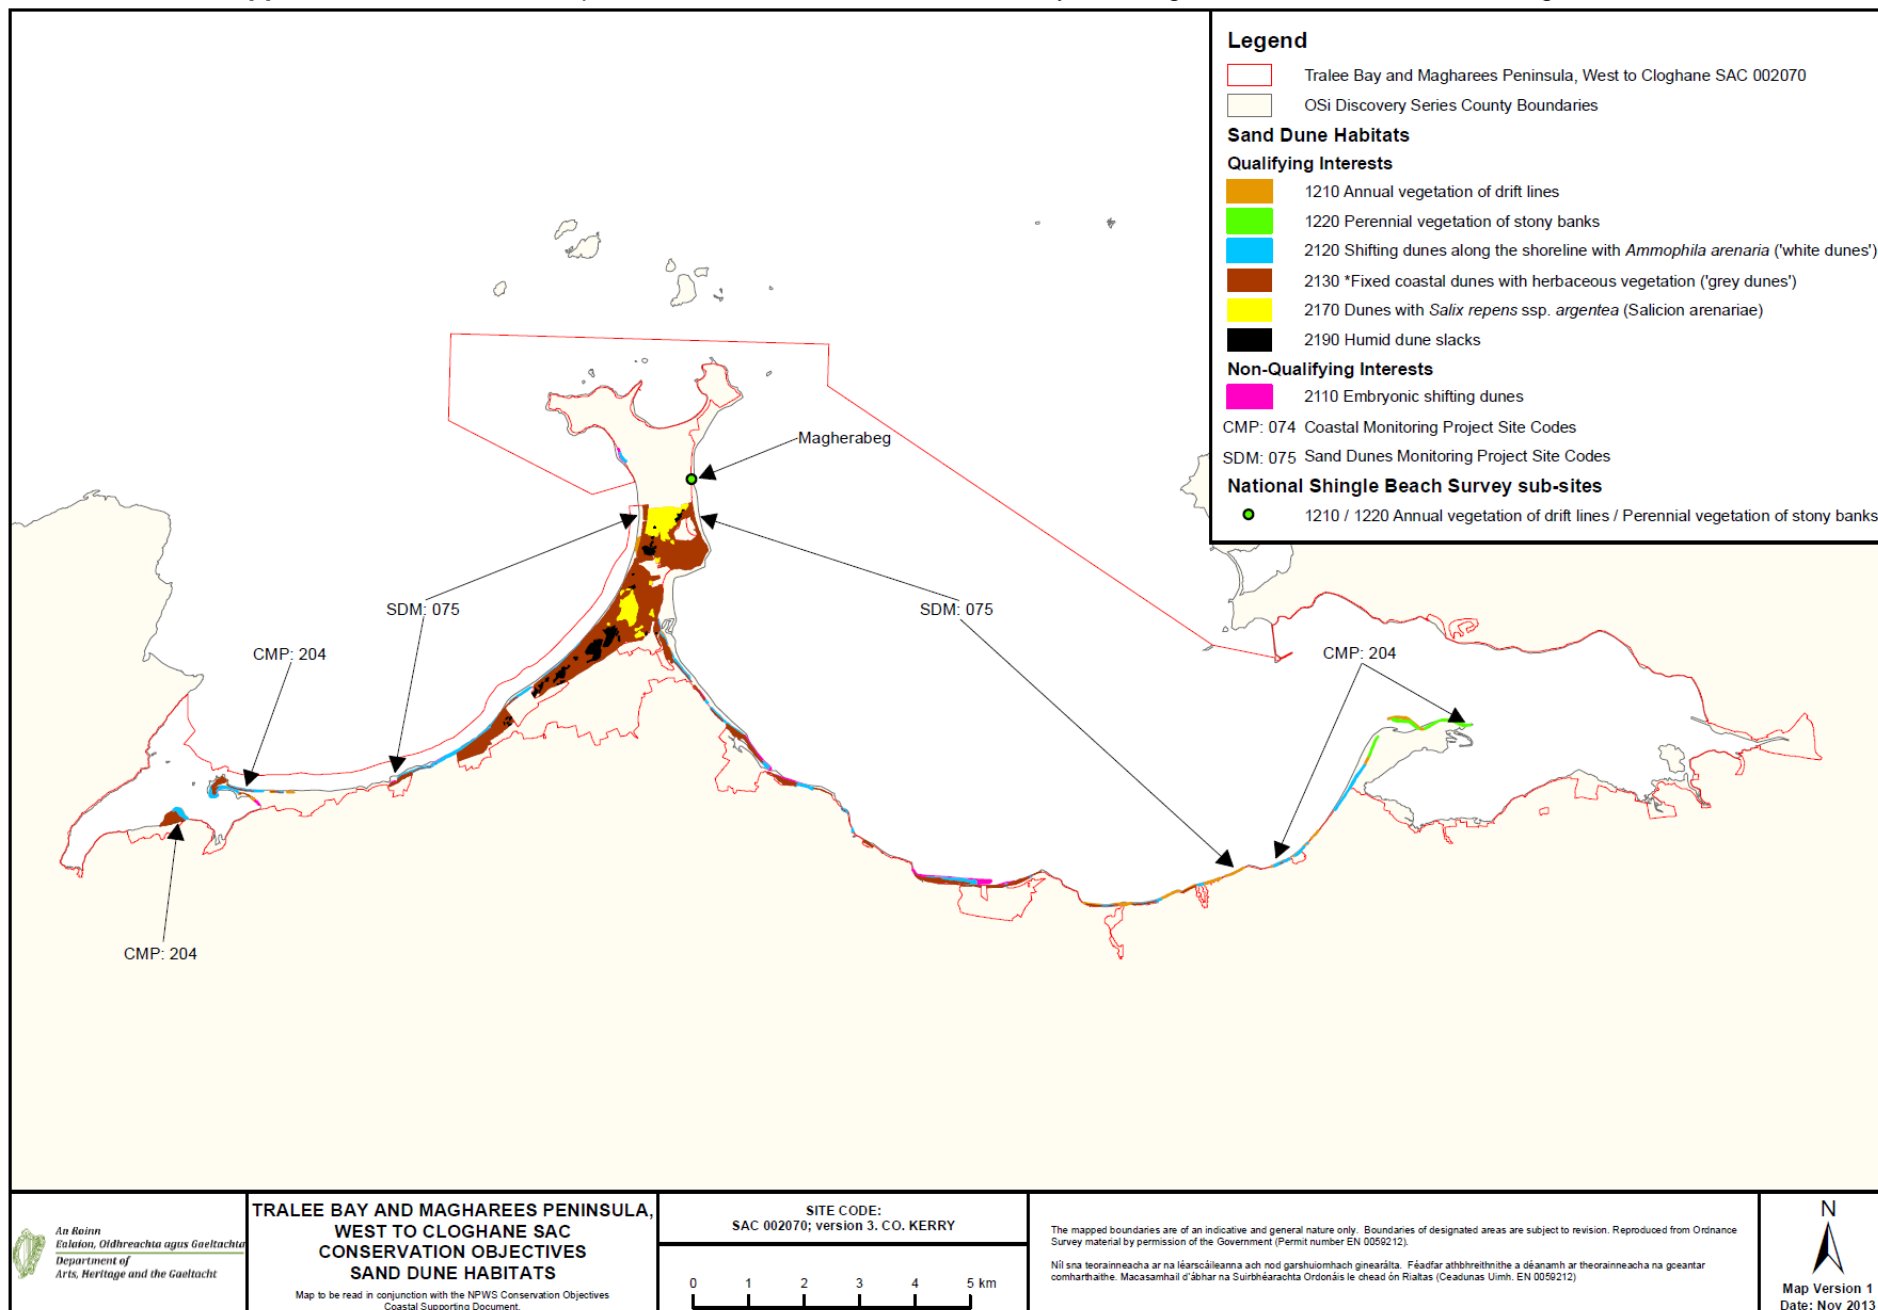 Legend
Tralee Bay and Magharees Peninsula, West to Cloghane SAC 002070
OSi Discovery Series County Boundaries
Sand Dune Habitats
Qualifying Interests
1210 Annual vegetation of drift lines
1220 Perennial vegetation of stony banks
2120 Shifting dunes along the shoreline with Ammophila arenaria ('white dunes')
2130 *Fixed coastal dunes with herbaceous vegetation ('grey dunes')
2170 Dunes with Salix repens ssp. argentea (Salicion arenariae)
2190 Humid dune slacks
Non-Qualifying Interests
2110 Embryonic shifting dunes
CMP: 074 Coastal Monitoring Project Site Codes
SDM: 075 Sand Dunes Monitoring Project Site Codes
National Shingle Beach Survey sub-sites
1210 / 1220 Annual vegetation of drift lines / Perennial vegetation of stony banks
Magherabeg
SDM: 075
SDM: 075
CMP: 204
CMP: 204
CMP: 204
An Roinn
Ealaíon, Oidhreachta agus Gaeltachta
Department of
Arts, Heritage and the Gaeltacht
TRALEE BAY AND MAGHAREES PENINSULA,
WEST TO CLOGHANE SAC
CONSERVATION OBJECTIVES
SAND DUNE HABITATS
Map to be read in conjunction with the NPWS Conservation Objectives
Coastal Supporting Document.
SITE CODE:
SAC 002070; version 3. CO. KERRY
0 1 2 3 4 5 km
The mapped boundaries are of an indicative and general nature only. Boundaries of designated areas are subject to revision. Reproduced from Ordnance
Survey material by permission of the Government (Permit number EN 0059212).
Níl sna teorainneacha ar na léarscáileanna ach nod garshuiomhach ginearálta. Féadfar athbhreithnithe a déanamh ar theorainneacha na gceantar
comharthaithe. Macasamhail d'ábhar na Suirbhéarachta Ordonáis le chead ón Rialtas (Ceadunas Uimh. EN 0059212)
N
Map Version 1
Date: Nov 2013